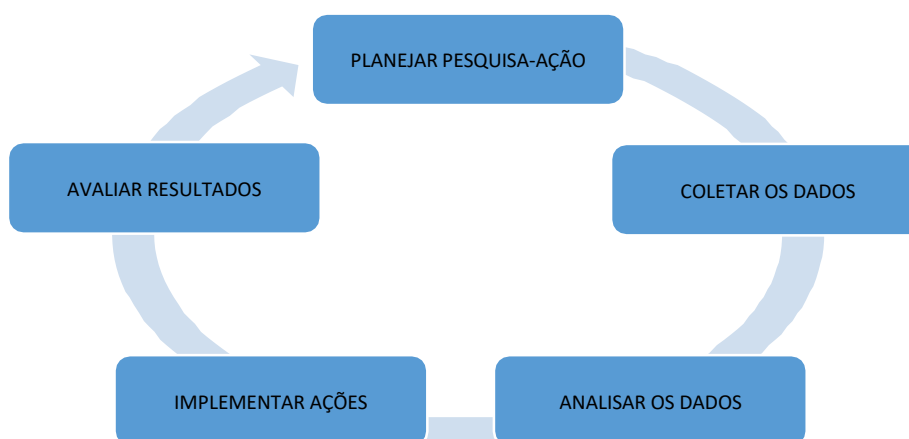 PLANEJAR PESQUISA-AÇÃO
COLETAR OS DADOS
ANALISAR OS DADOS
IMPLEMENTAR AÇÕES
AVALIAR RESULTADOS